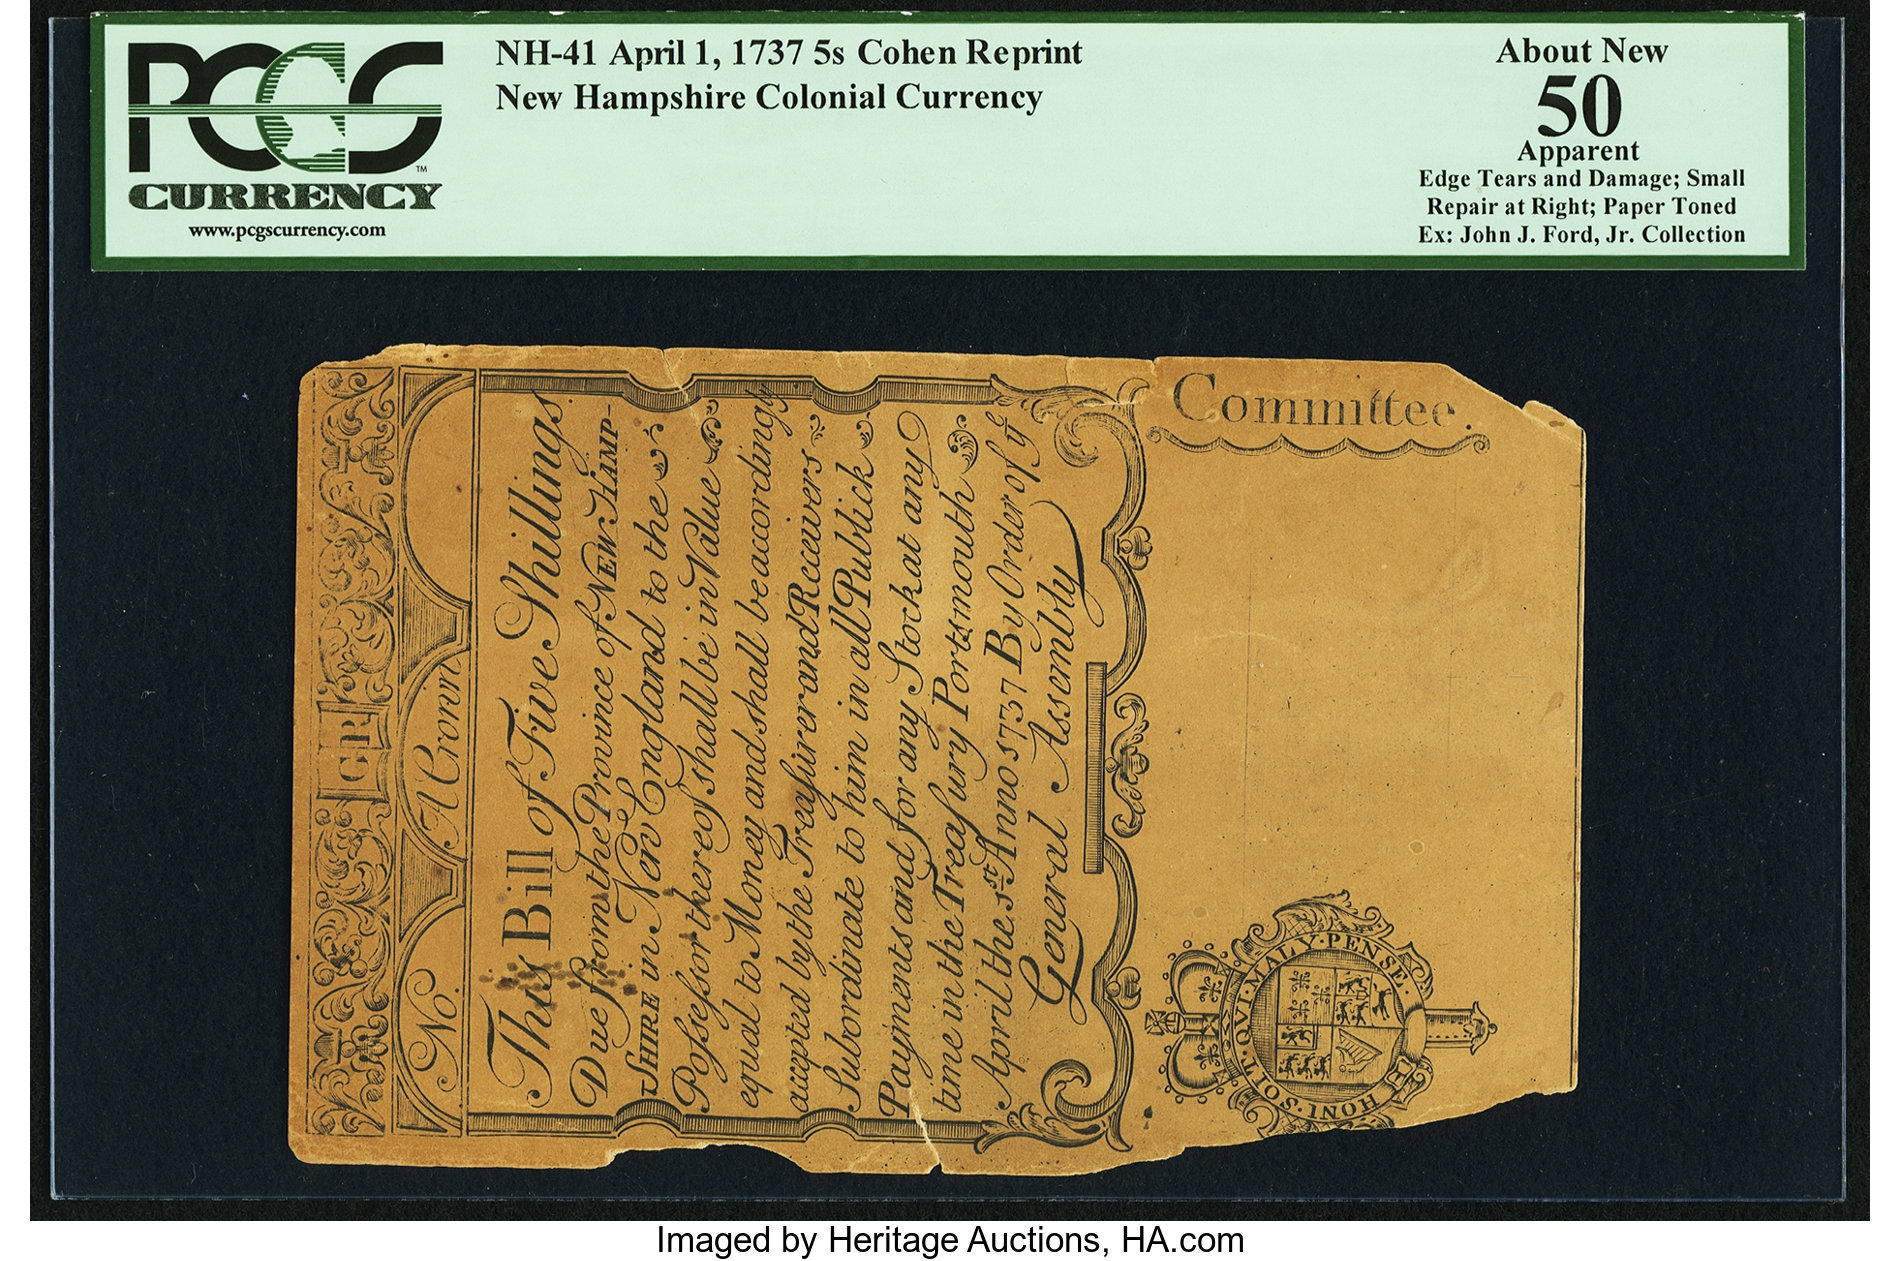 PCGS
CURRENCY
™
www.pcgscurrency.com
NH-41 April 1, 1737 5s Cohen Reprint
New Hampshire Colonial Currency
About New
50
Apparent
Edge Tears and Damage; Small
Repair at Right; Paper Toned
Ex: John J. Ford, Jr. Collection
No.
A Crown
This Bill of Five Shillings
Due from the Province of NEW HAMP-
SHIRE in New England to the
Possessor thereof shall be in Value
equal to Money and shall be accordingly
accepted by the Treasurer and Receivers
Subordinate to him in all Publick
Payments and for any Stock at any
time in the Treasury Portsmouth
April the 1st Anno 1737 By Order of ye
General Assembly
Committee.
HONI·SOIT·QVI·MALY·PENSE·
Imaged by Heritage Auctions, HA.com